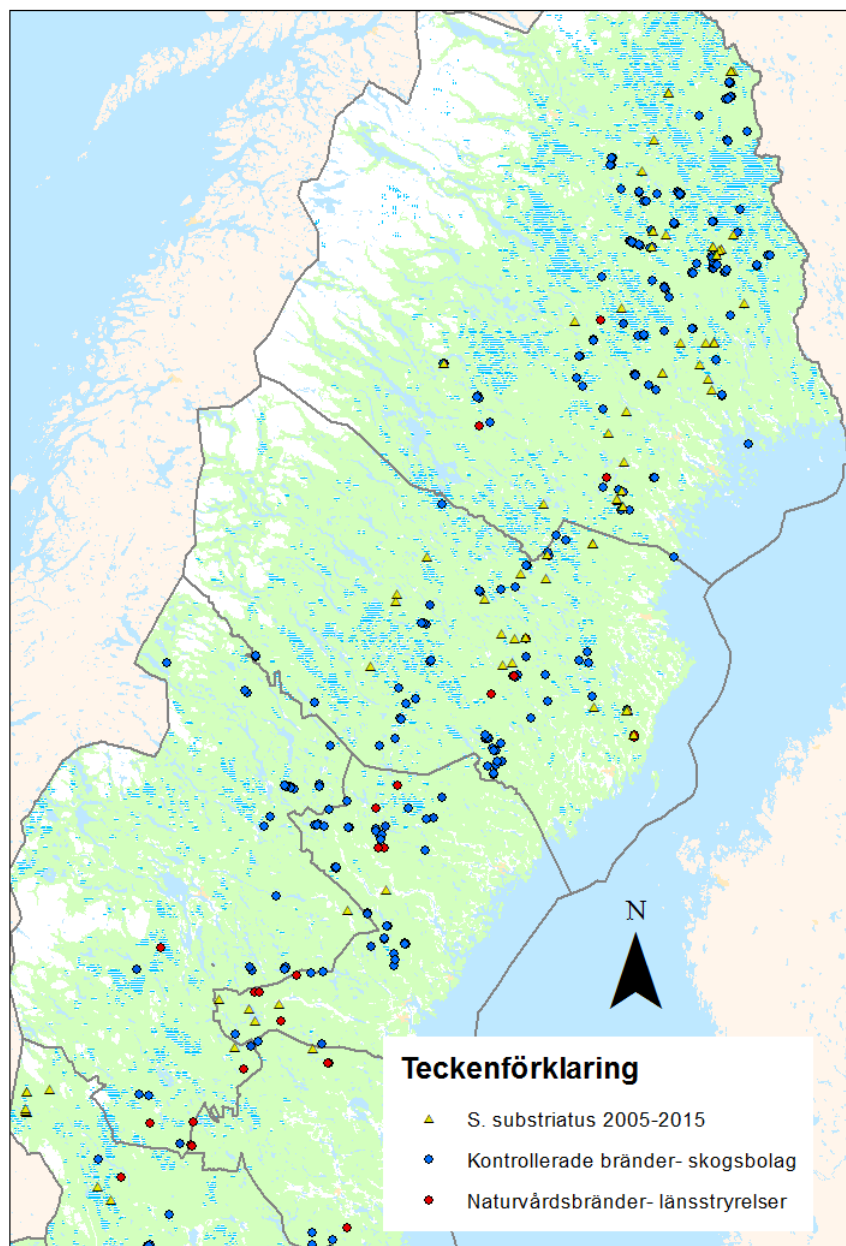 N
Teckenförklaring
S. substriatus 2005-2015
Kontrollerade bränder- skogsbolag
Naturvårdsbränder- länsstryrelser